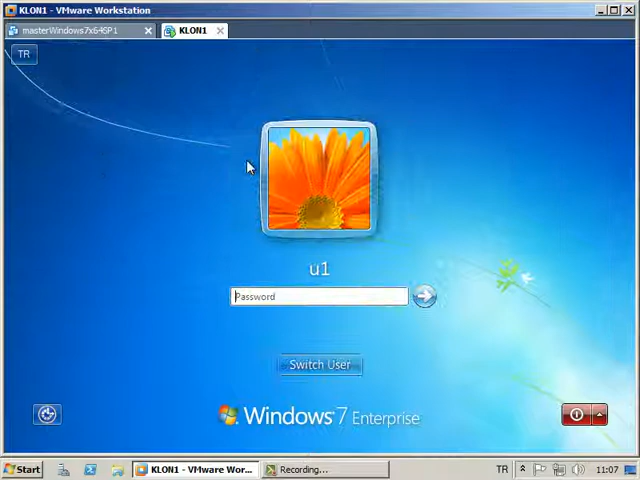 KLON1 - VMware Workstation
masterWindows7x64SP1
KLON1
TR
u1
Password
Switch User
Windows 7 Enterprise
Start
KLON1 - VMware Wor...
Recording...
TR
11:07